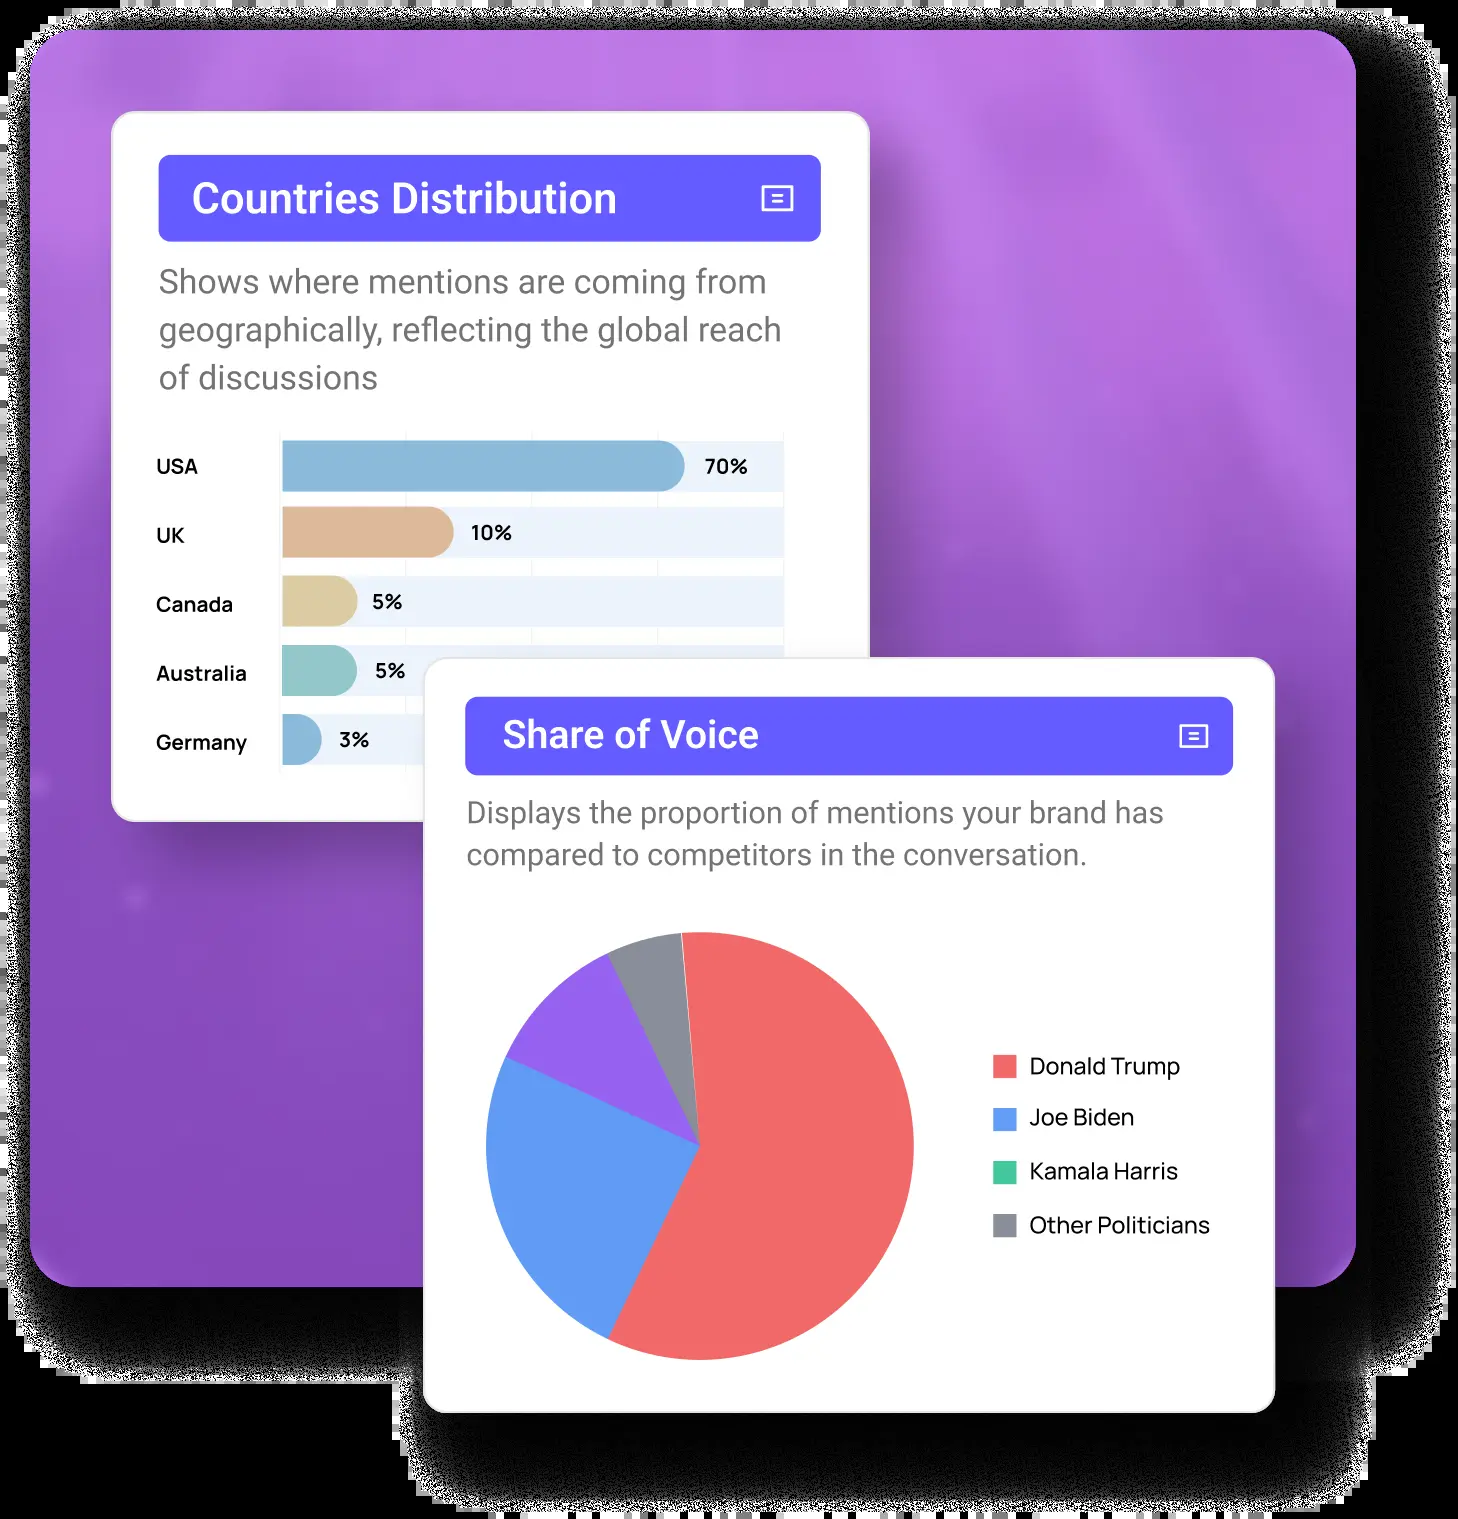 Countries Distribution
Shows where mentions are coming from
geographically, reflecting the global reach
of discussions
USA 70%
UK 10%
Canada 5%
Australia 5%
Germany 3%
Share of Voice
Displays the proportion of mentions your brand has
compared to competitors in the conversation.
Donald Trump
Joe Biden
Kamala Harris
Other Politicians